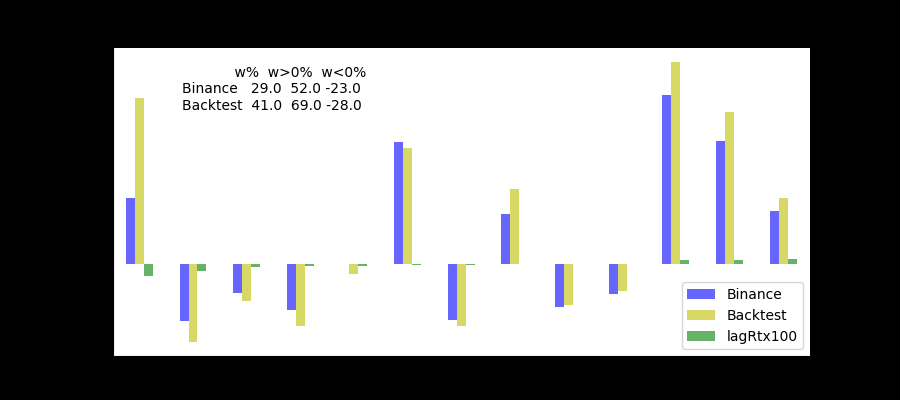 w% w>0% w<0%
Binance 29.0 52.0 -23.0
Backtest 41.0 69.0 -28.0
Binance
Backtest
lagRtx100